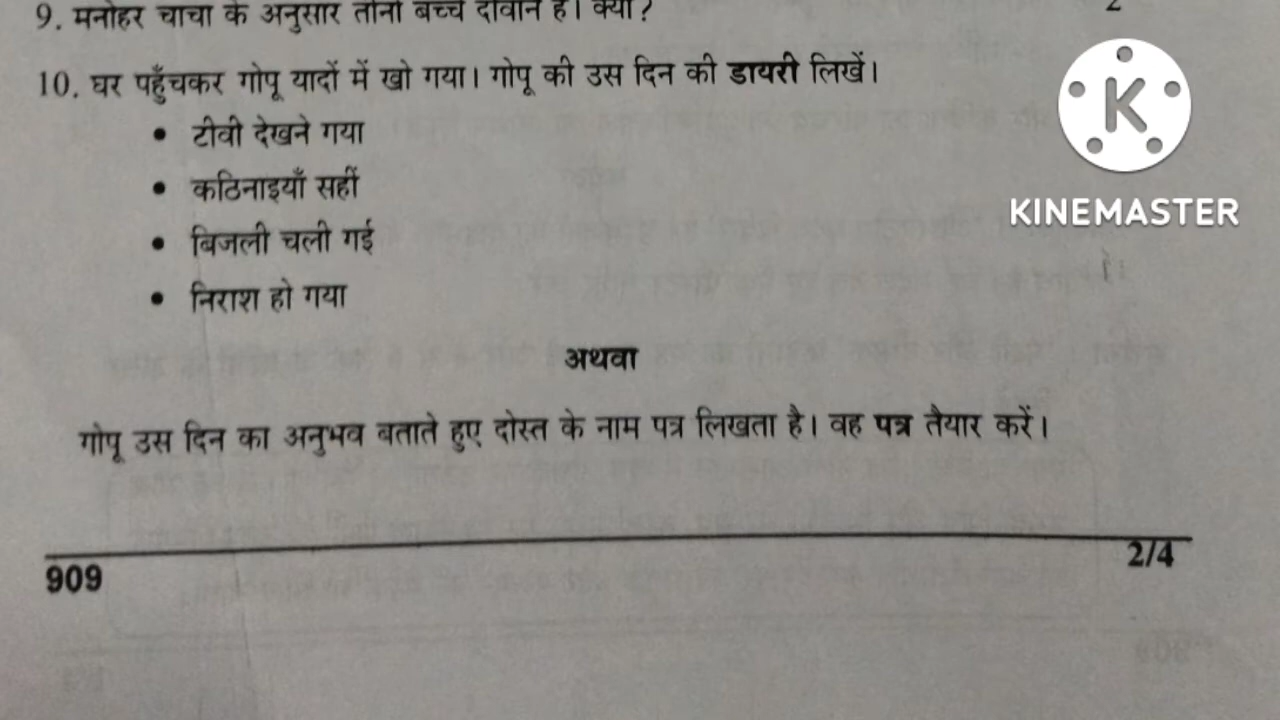 9. मनोहर चाचा के अनुसार तीनों बच्चे दीवाने हैं। क्यों?
2
10. घर पहुँचकर गोपू यादों में खो गया। गोपू की उस दिन की डायरी लिखें।
• टीवी देखने गया
• कठिनाइयाँ सहीं
• बिजली चली गई
• निराश हो गया
KINEMASTER
अथवा
गोपू उस दिन का अनुभव बताते हुए दोस्त के नाम पत्र लिखता है। वह पत्र तैयार करें।
909
2/4